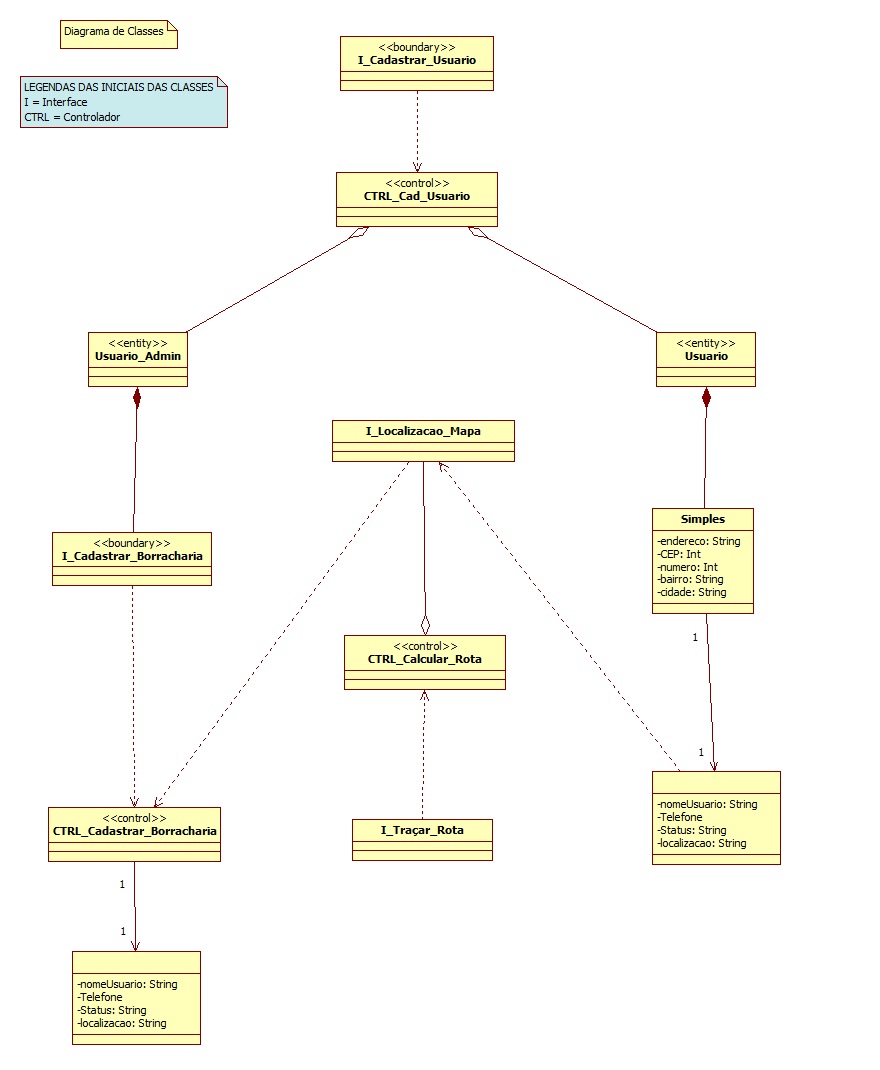 Diagrama de Classes
LEGENDAS DAS INICIAIS DAS CLASSES
I = Interface
CTRL = Controlador
<<boundary>>
I_Cadastrar_Usuario
<<control>>
CTRL_Cad_Usuario
<<entity>>
Usuario_Admin
<<entity>>
Usuario
I_Localizacao_Mapa
<<boundary>>
I_Cadastrar_Borracharia
Simples
-endereco: String
-CEP: Int
-numero: Int
-bairro: String
-cidade: String
1
1
<<control>>
CTRL_Calcular_Rota
-nomeUsuario: String
-Telefone
-Status: String
-localizacao: String
<<control>>
CTRL_Cadastrar_Borracharia
I_Traçar_Rota
1
1
-nomeUsuario: String
-Telefone
-Status: String
-localizacao: String